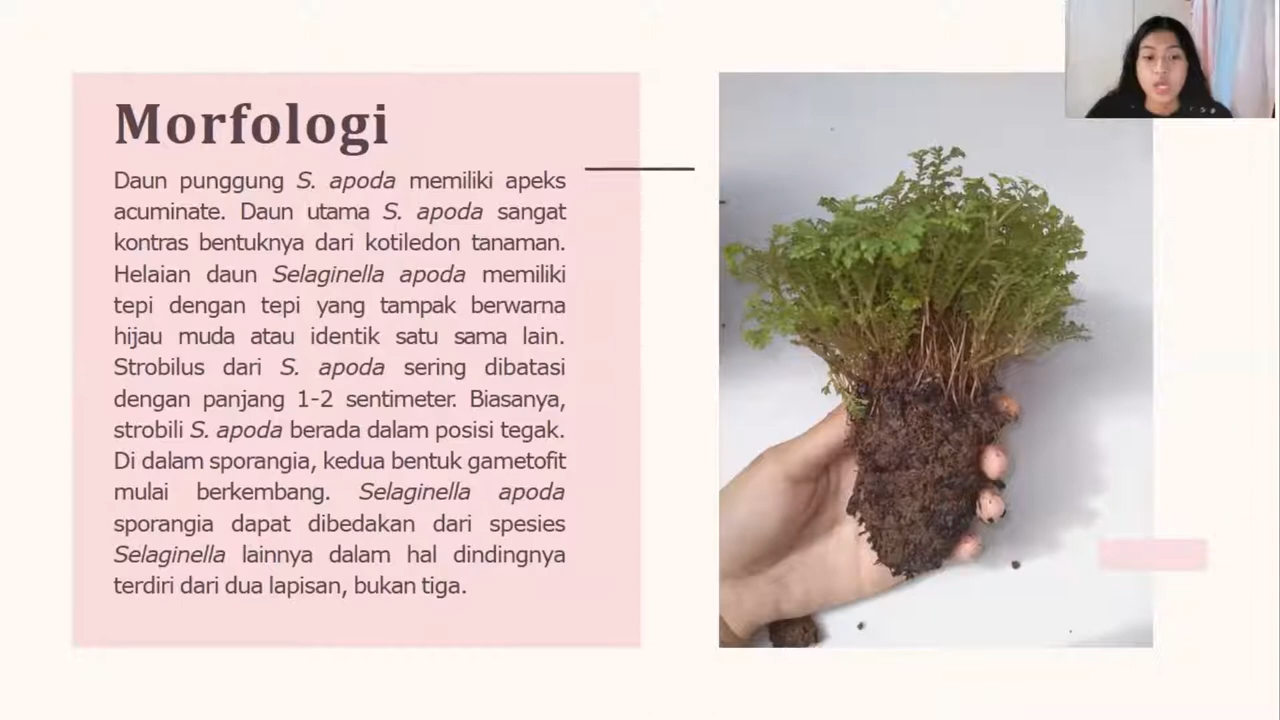 Morfologi
Daun punggung S. apoda memiliki apeks
acuminate. Daun utama S. apoda sangat
kontras bentuknya dari kotiledon tanaman.
Helaian daun Selaginella apoda memiliki
tepi dengan tepi yang tampak berwarna
hijau muda atau identik satu sama lain.
Strobilus dari S. apoda sering dibatasi
dengan panjang 1-2 sentimeter. Biasanya,
strobili S. apoda berada dalam posisi tegak.
Di dalam sporangia, kedua bentuk gametofit
mulai berkembang. Selaginella apoda
sporangia dapat dibedakan dari spesies
Selaginella lainnya dalam hal dindingnya
terdiri dari dua lapisan, bukan tiga.